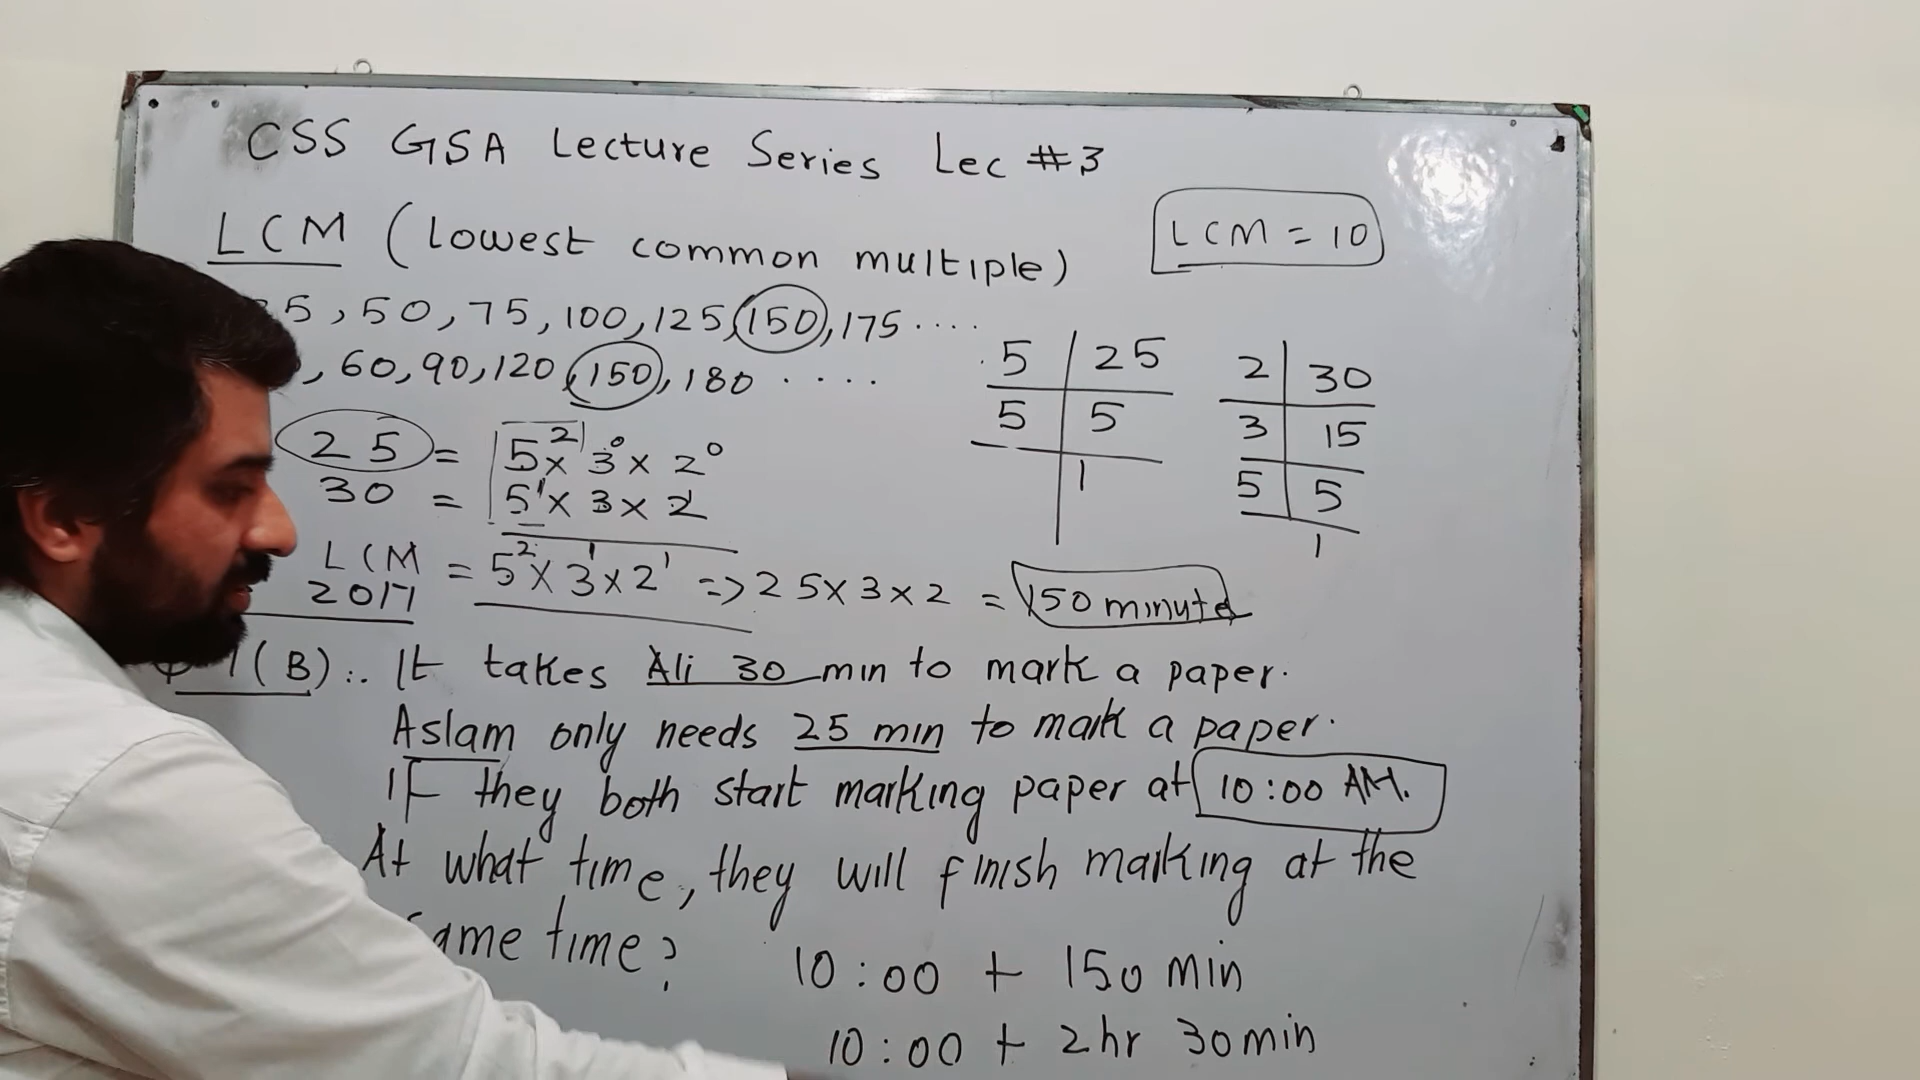 CSS GSA Lecture Series Lec #3
LCM (lowest common multiple)
LCM = 10
5, 50, 75, 100, 125, 150, 175 ....
, 60, 90, 120, 150, 180 ....
5 | 25
5 | 5
1
2 | 30
3 | 15
5 | 5
1
25 = 5² x 3⁰ x 2⁰
30 = 5¹ x 3 x 2
LCM = 5² x 3¹ x 2¹ => 25 x 3 x 2 = 150 minute
2017
1(B):. It takes Ali 30 min to mark a paper.
Aslam only needs 25 min to mark a paper.
IF they both start marking paper at 10:00 AM.
At what time, they will finish marking at the
same time?
10:00 + 150 min
10:00 + 2hr 30min